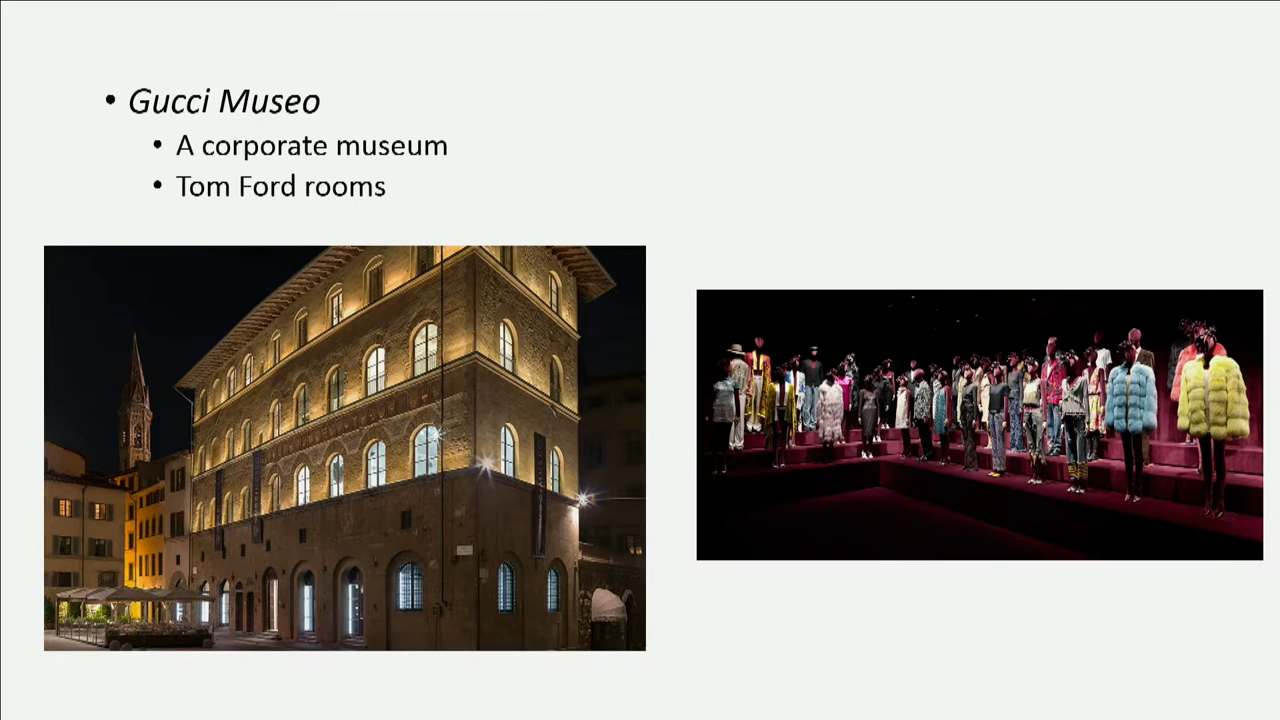 • Gucci Museo
• A corporate museum
• Tom Ford rooms